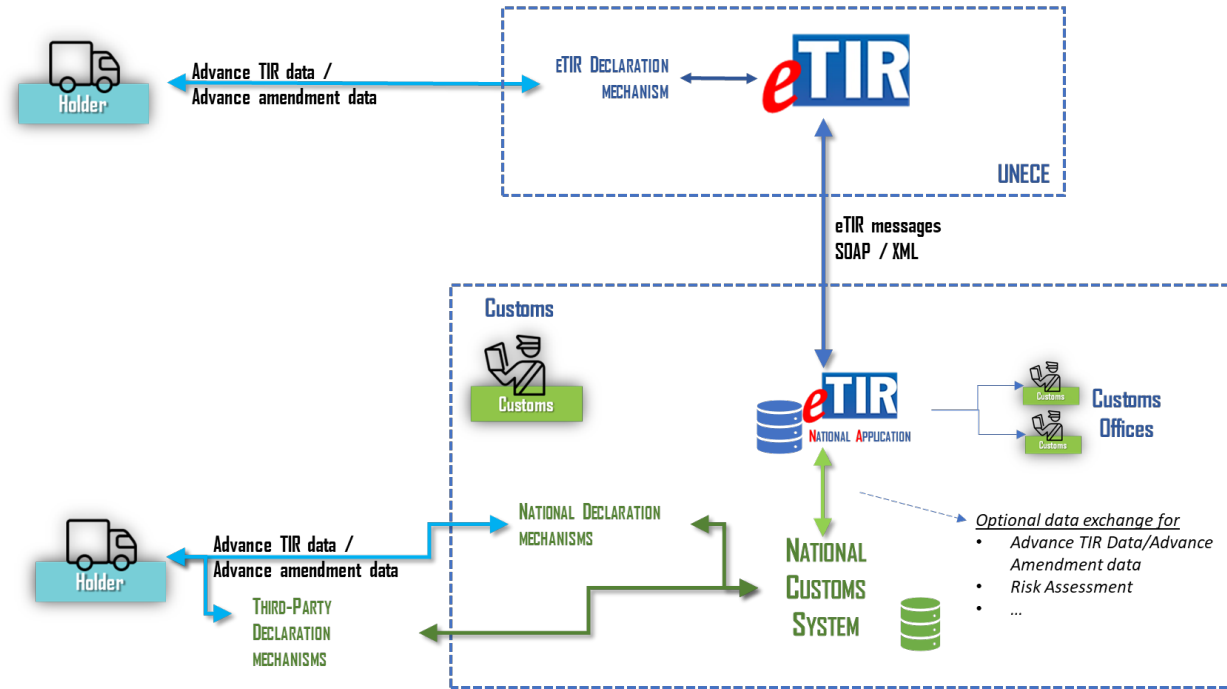 Holder
Advance TIR data /
Advance amendment data
eTIR Declaration
mechanism
eTIR
UNECE
eTIR messages
SOAP / XML
Customs
Customs
eTIR
National Application
Customs
Customs
Customs
Offices
Holder
Advance TIR data /
Advance amendment data
National Declaration
mechanisms
Third-Party
Declaration
mechanisms
National
Customs
System
Optional data exchange for
• Advance TIR Data/Advance
Amendment data
• Risk Assessment
• ...